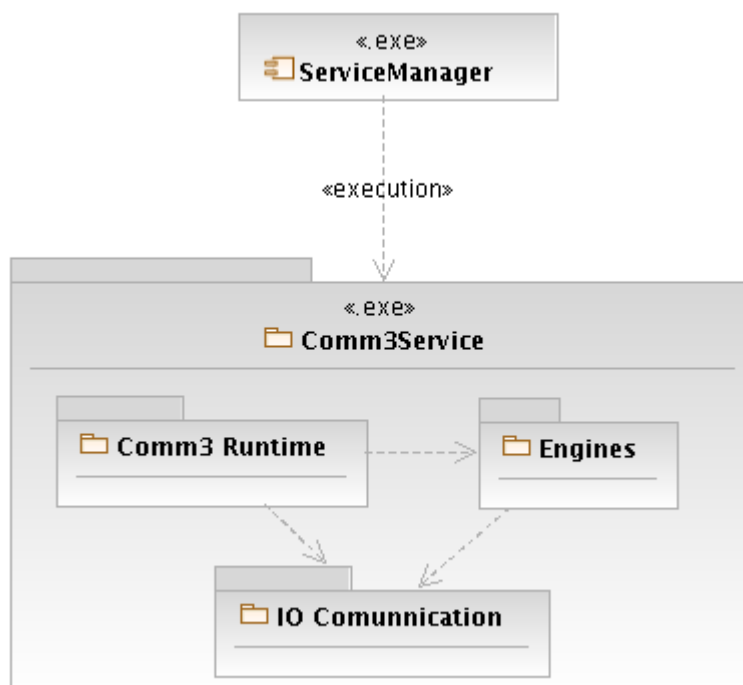 «.exe»
ServiceManager
«execution»
«.exe»
Comm3Service
Comm3 Runtime
Engines
IO Comunnication